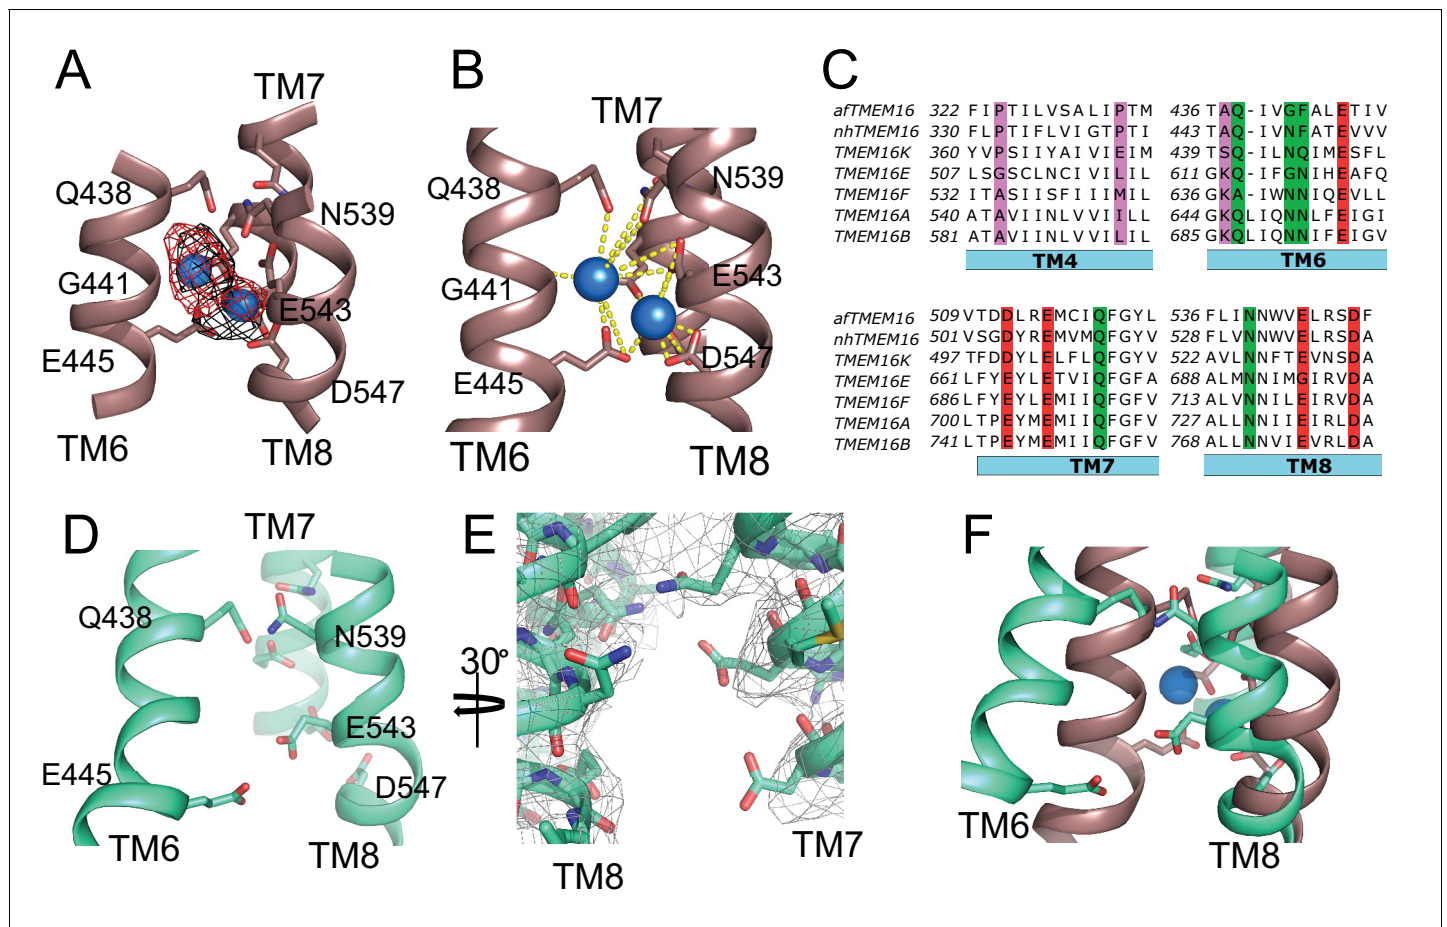 A
TM7
Q438
N539
G441
E543
E445
D547
TM6
TM8
B
TM7
Q438
N539
G441
E543
E445
D547
TM6
TM8
C
afTMEM16 322 FIPTILVSALIPTM 436 TAQ-IVGFALETIV
nhTMEM16 330 FLPTIFLVIGTPTI 443 TAQ-IVNFATEVVV
TMEM16K 360 YVPSIIYAIVIEIM 439 TSQ-ILNQIMESFL
TMEM16E 507 LSGSCLNCIVILIL 611 GKQ-IFGNIHEAFQ
TMEM16F 532 ITASIISFIIIMIL 636 GKA-IWNNIQEVLL
TMEM16A 540 ATAVIINLVVIILL 644 GKQLIQNNLFEIGI
TMEM16B 581 ATAVIINLVVILIL 685 GKQLIQNNIFEIGV
TM4 TM6
afTMEM16 509 VTDDLREMCIQFGYL 536 FLINNWVELRSDF
nhTMEM16 501 VSGDYREMVMQFGYV 528 FLNNWVELRSDA
TMEM16K 497 TFDDYLELFLQFGYV 522 AVLNNFTEVNSDA
TMEM16E 661 LFYEYLETVIQFGFA 688 ALMNNIMGIRVDA
TMEM16F 686 LFYEYLEMIIQFGFV 713 ALVNNILEIRVDA
TMEM16A 700 LTPEYMEMIIQFGFV 727 ALLNNIIEIRLDA
TMEM16B 741 LTPEYMEMIIQFGFV 768 ALLNNVIEVRLDA
TM7 TM8
D
TM7
Q438
N539
E543
E445
D547
TM6
TM8
E
30°
TM7
TM8
F
TM6
TM8